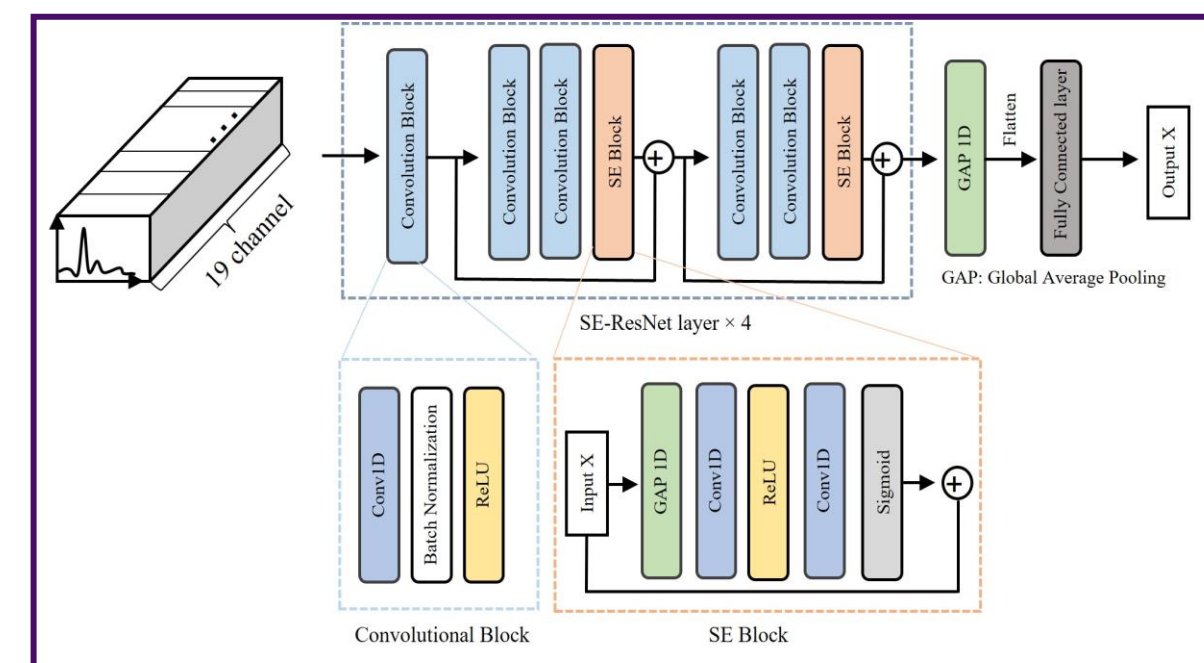 19 channel
Convolution Block
Convolution Block
Convolution Block
SE Block
Convolution Block
Convolution Block
SE Block
GAP 1D
Flatten
Fully Connected layer
Output X
GAP: Global Average Pooling
SE-ResNet layer × 4
Conv1D
Batch Normalization
ReLU
Convolutional Block
Input X
GAP 1D
Conv1D
ReLU
Conv1D
Sigmoid
SE Block